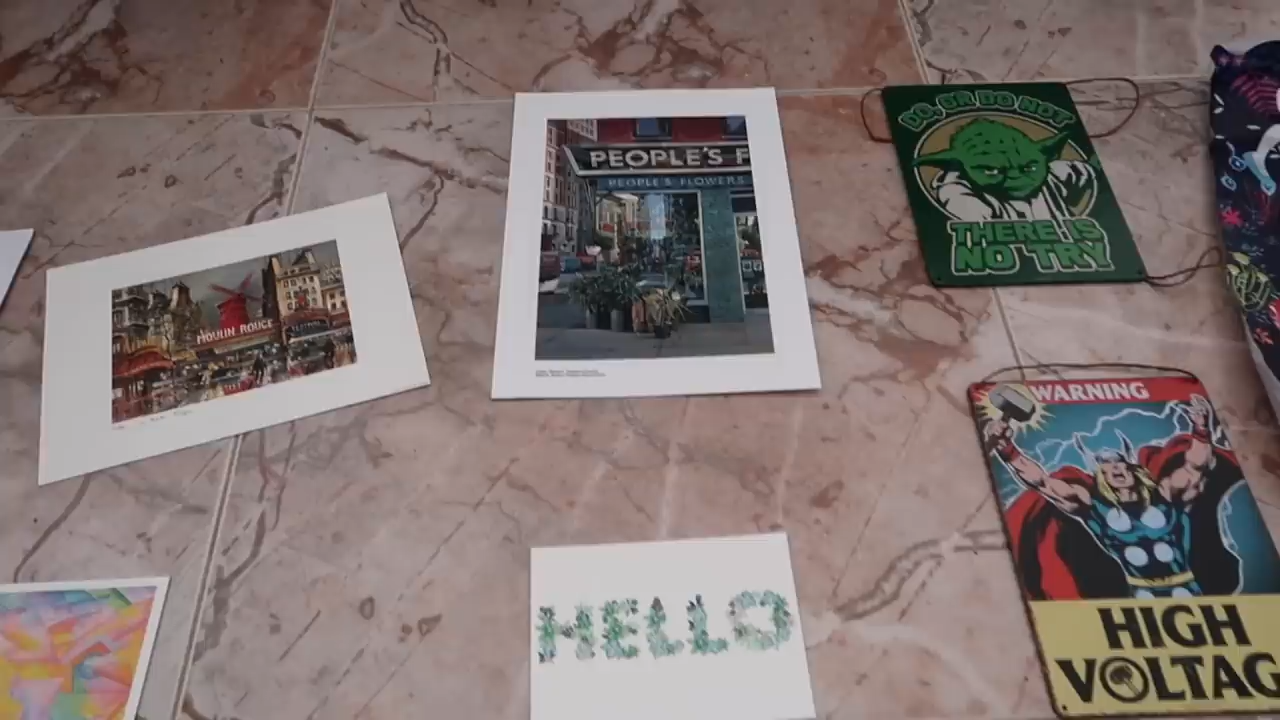 PEOPLE'S F
PEOPLE'S FLOWERS
MOULIN ROUGE
DO, OR DO NOT
THERE IS
NO TRY
WARNING
HIGH
VOLTAG
HELLO